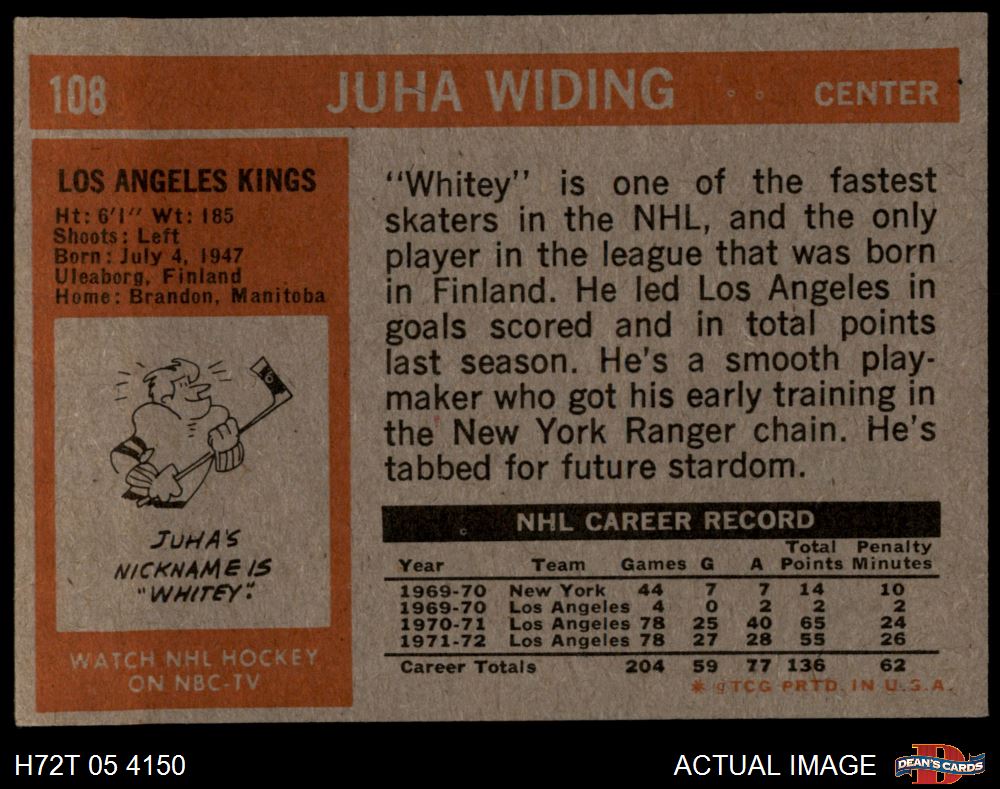 108 JUHA WIDING CENTER
LOS ANGELES KINGS
Ht: 6'1" Wt: 185
Shoots: Left
Born: July 4, 1947
Uleaborg, Finland
Home: Brandon, Manitoba
16
JUHA'S
NICKNAME IS
"WHITEY".
WATCH NHL HOCKEY
ON NBC-TV
"Whitey" is one of the fastest
skaters in the NHL, and the only
player in the league that was born
in Finland. He led Los Angeles in
goals scored and in total points
last season. He's a smooth play-
maker who got his early training in
the New York Ranger chain. He's
tabbed for future stardom.
NHL CAREER RECORD
Year Team Games G A Total Points Penalty Minutes
1969-70 New York 44 7 7 14 10
1969-70 Los Angeles 4 0 2 2 2
1970-71 Los Angeles 78 25 40 65 24
1971-72 Los Angeles 78 27 28 55 26
Career Totals 204 59 77 136 62
* © TCG PRTD. IN U.S.A.
H72T 05 4150 ACTUAL IMAGE D DEAN'S CARDS